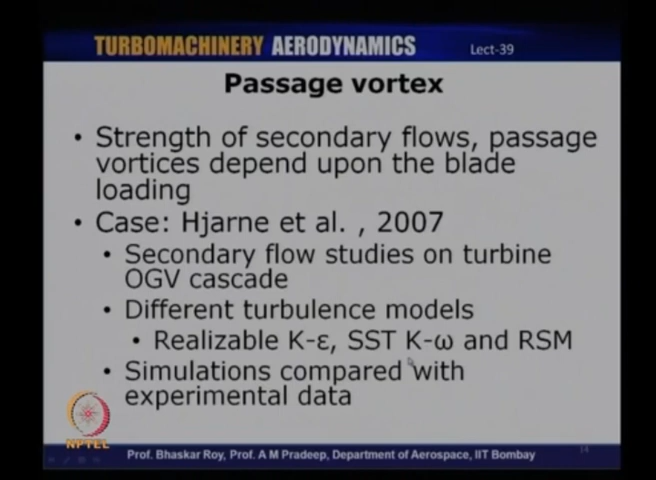 TURBOMACHINERY AERODYNAMICS Lect-39
Passage vortex
• Strength of secondary flows, passage
vortices depend upon the blade
loading
• Case: Hjarne et al. , 2007
• Secondary flow studies on turbine
OGV cascade
• Different turbulence models
• Realizable K-ε, SST K-ω and RSM
• Simulations compared with
experimental data
NPTEL
Prof. Bhaskar Roy, Prof. A M Pradeep, Department of Aerospace, IIT Bombay
14